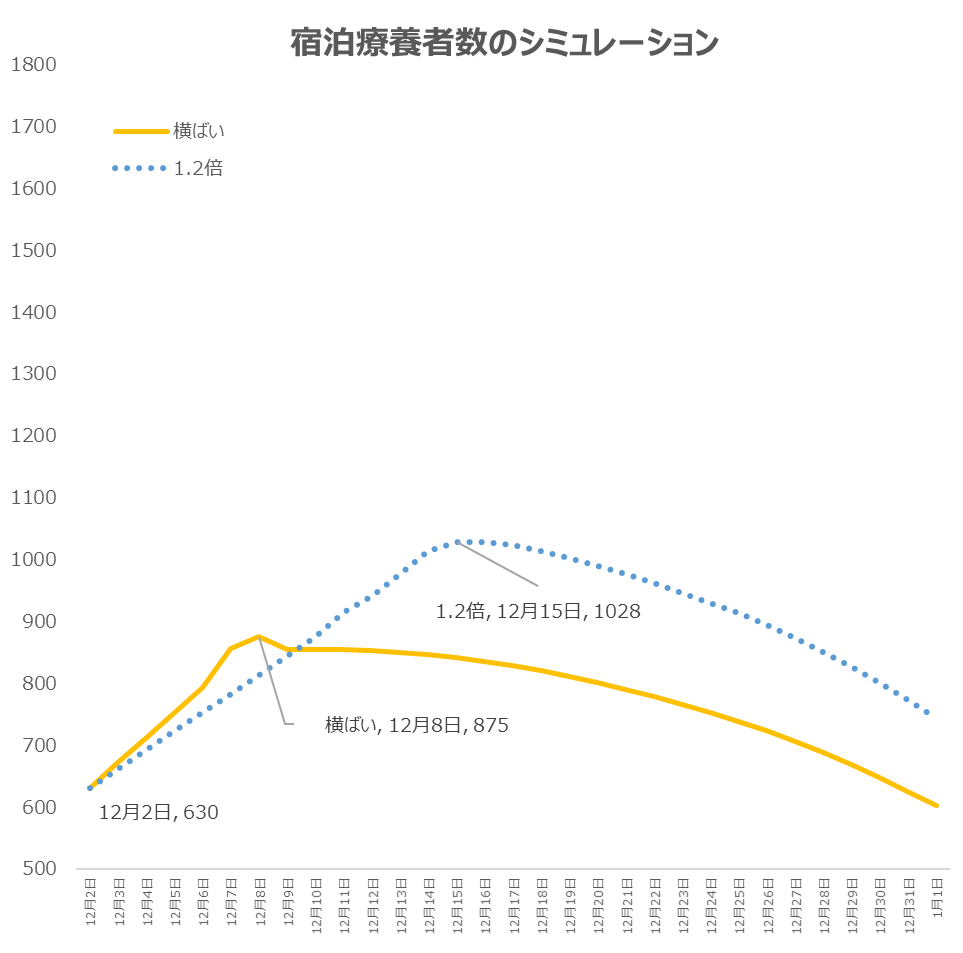 宿泊療養者数のシミュレーション
1800
1700
1600
1500
1400
1300
1200
1100
1000
900
800
700
600
500
横ばい
1.2倍
1.2倍, 12月15日, 1028
横ばい, 12月8日, 875
12月2日, 630
12月2日
12月3日
12月4日
12月5日
12月6日
12月7日
12月8日
12月9日
12月10日
12月11日
12月12日
12月13日
12月14日
12月15日
12月16日
12月17日
12月18日
12月19日
12月20日
12月21日
12月22日
12月23日
12月24日
12月25日
12月26日
12月27日
12月28日
12月29日
12月30日
12月31日
1月1日